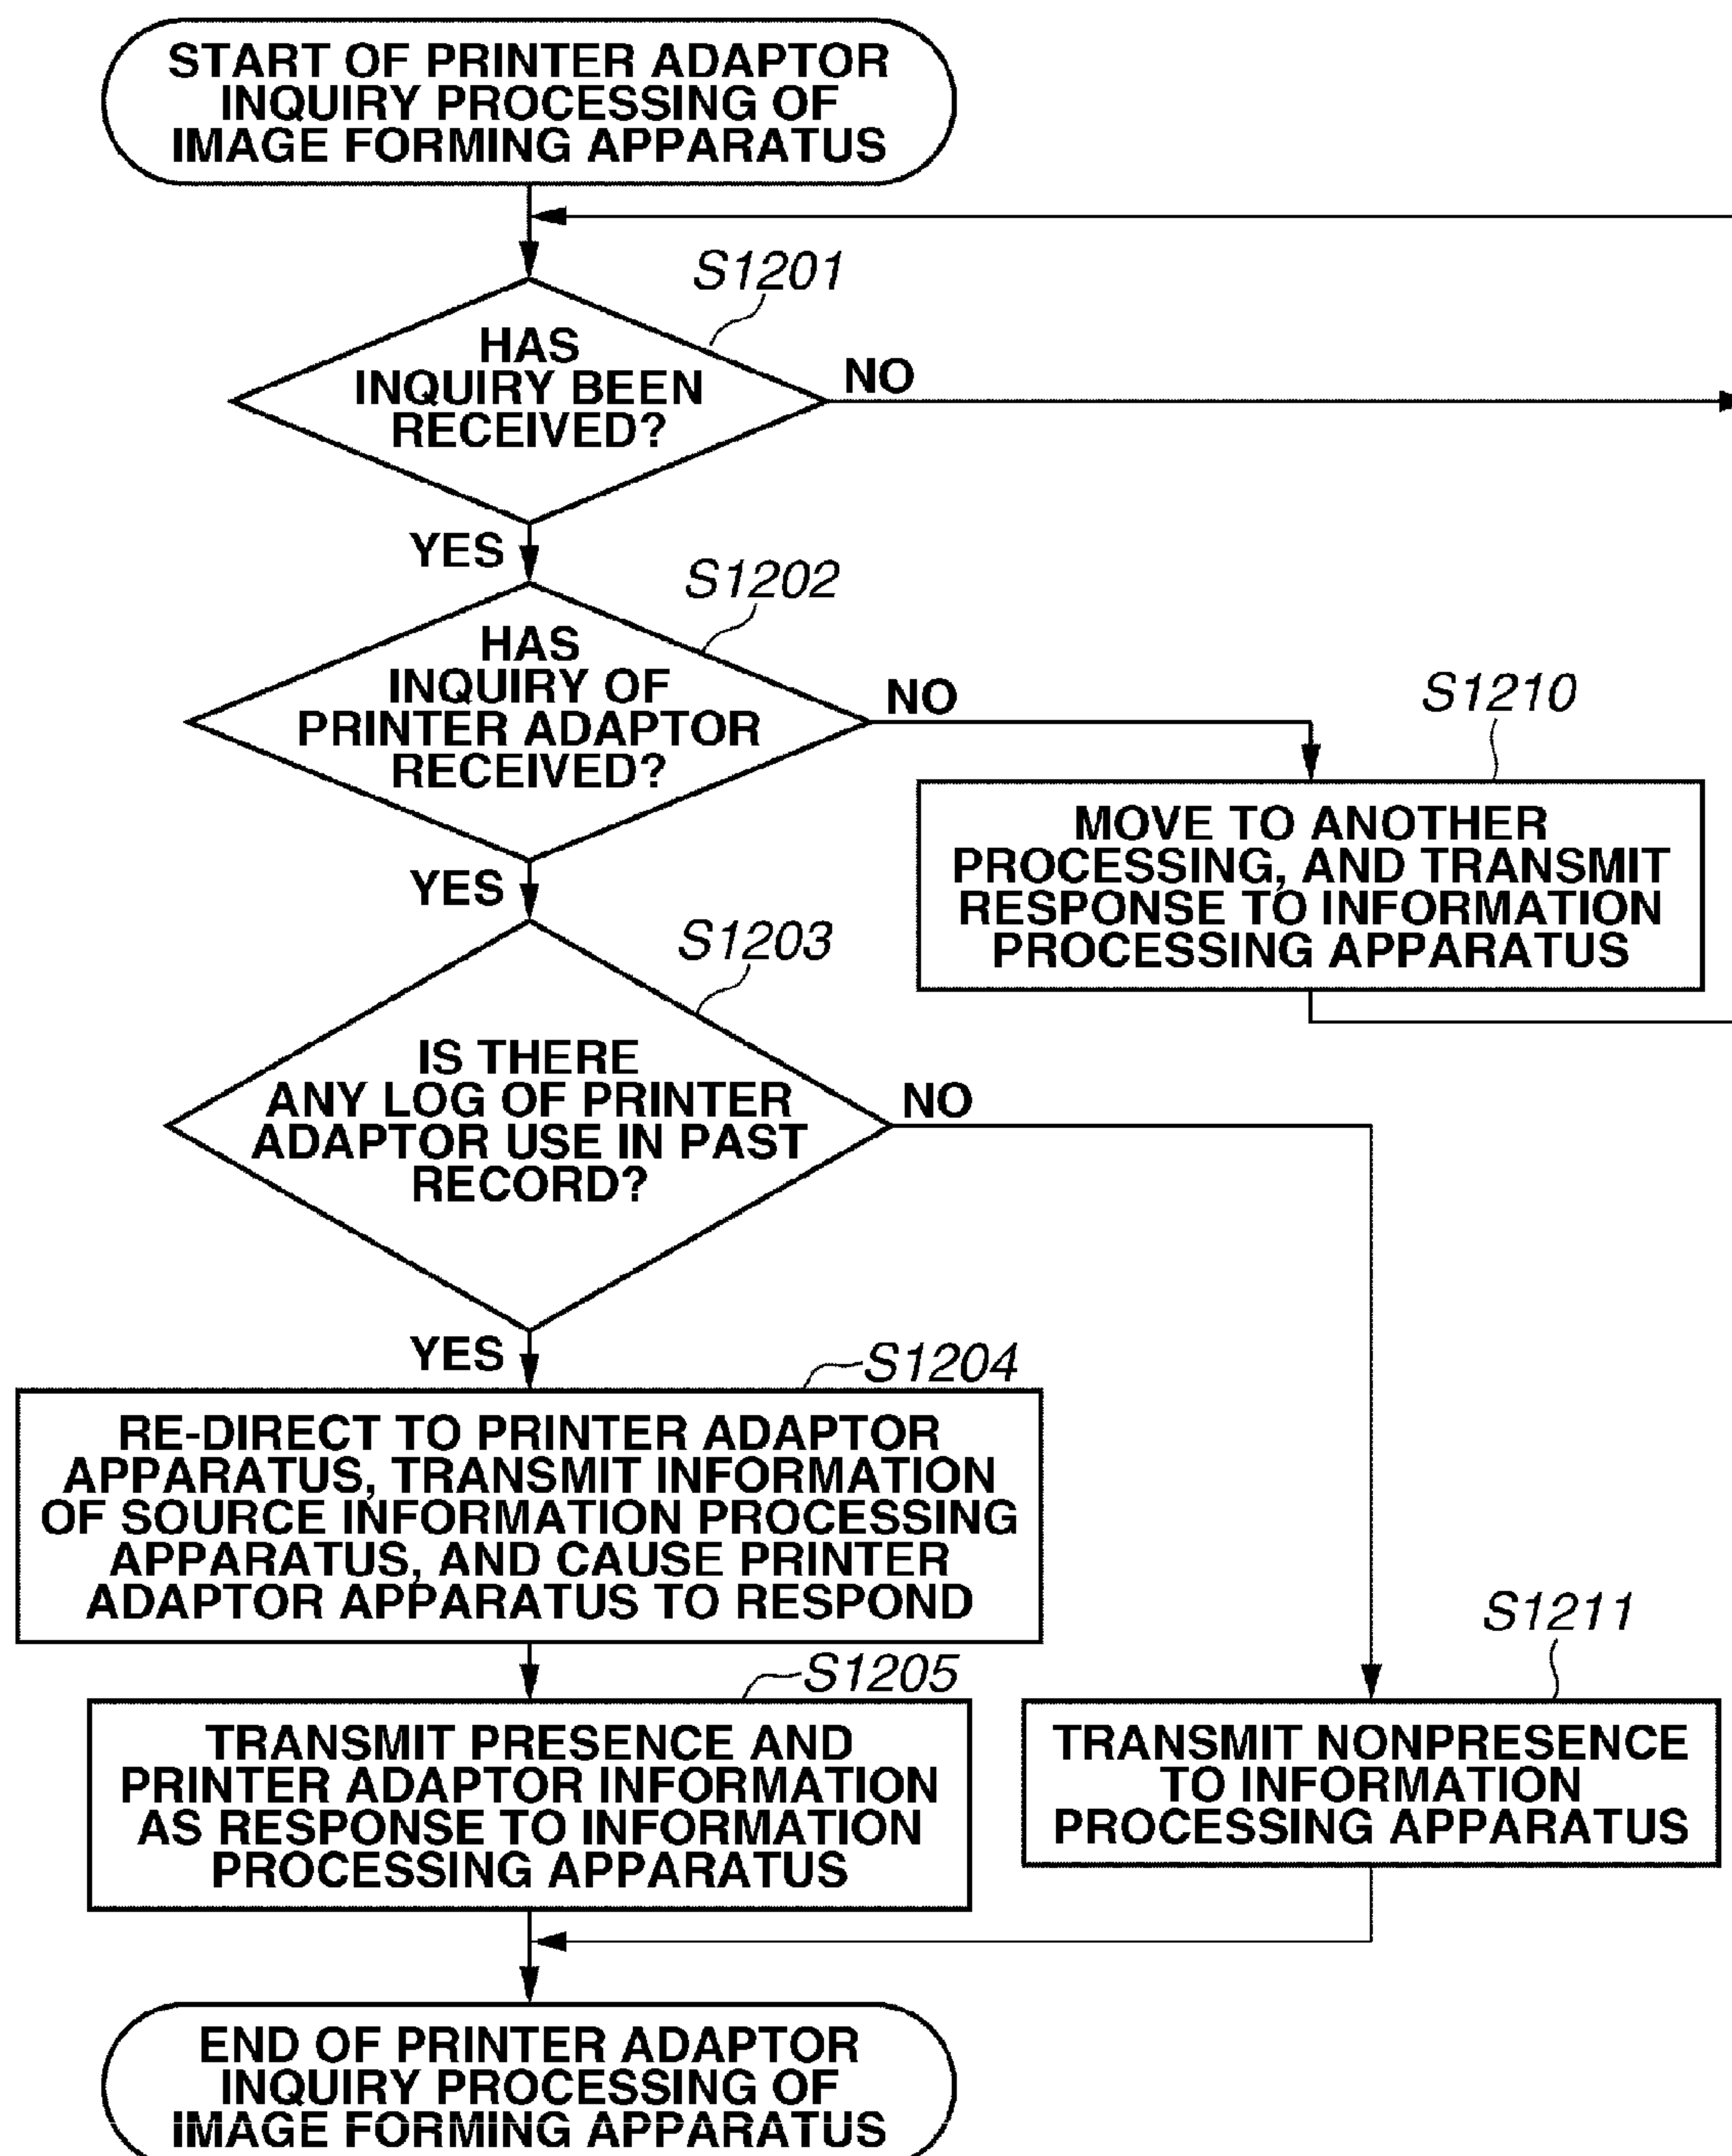 START OF PRINTER ADAPTOR
INQUIRY PROCESSING OF
IMAGE FORMING APPARATUS
S1201
HAS
INQUIRY BEEN
RECEIVED?
NO
YES
S1202
HAS
INQUIRY OF
PRINTER ADAPTOR
RECEIVED?
NO
S1210
MOVE TO ANOTHER
PROCESSING, AND TRANSMIT
RESPONSE TO INFORMATION
PROCESSING APPARATUS
YES
S1203
IS THERE
ANY LOG OF PRINTER
ADAPTOR USE IN PAST
RECORD?
NO
YES
S1204
RE-DIRECT TO PRINTER ADAPTOR
APPARATUS, TRANSMIT INFORMATION
OF SOURCE INFORMATION PROCESSING
APPARATUS, AND CAUSE PRINTER
ADAPTOR APPARATUS TO RESPOND
S1205
TRANSMIT PRESENCE AND
PRINTER ADAPTOR INFORMATION
AS RESPONSE TO INFORMATION
PROCESSING APPARATUS
S1211
TRANSMIT NONPRESENCE
TO INFORMATION
PROCESSING APPARATUS
END OF PRINTER ADAPTOR
INQUIRY PROCESSING OF
IMAGE FORMING APPARATUS